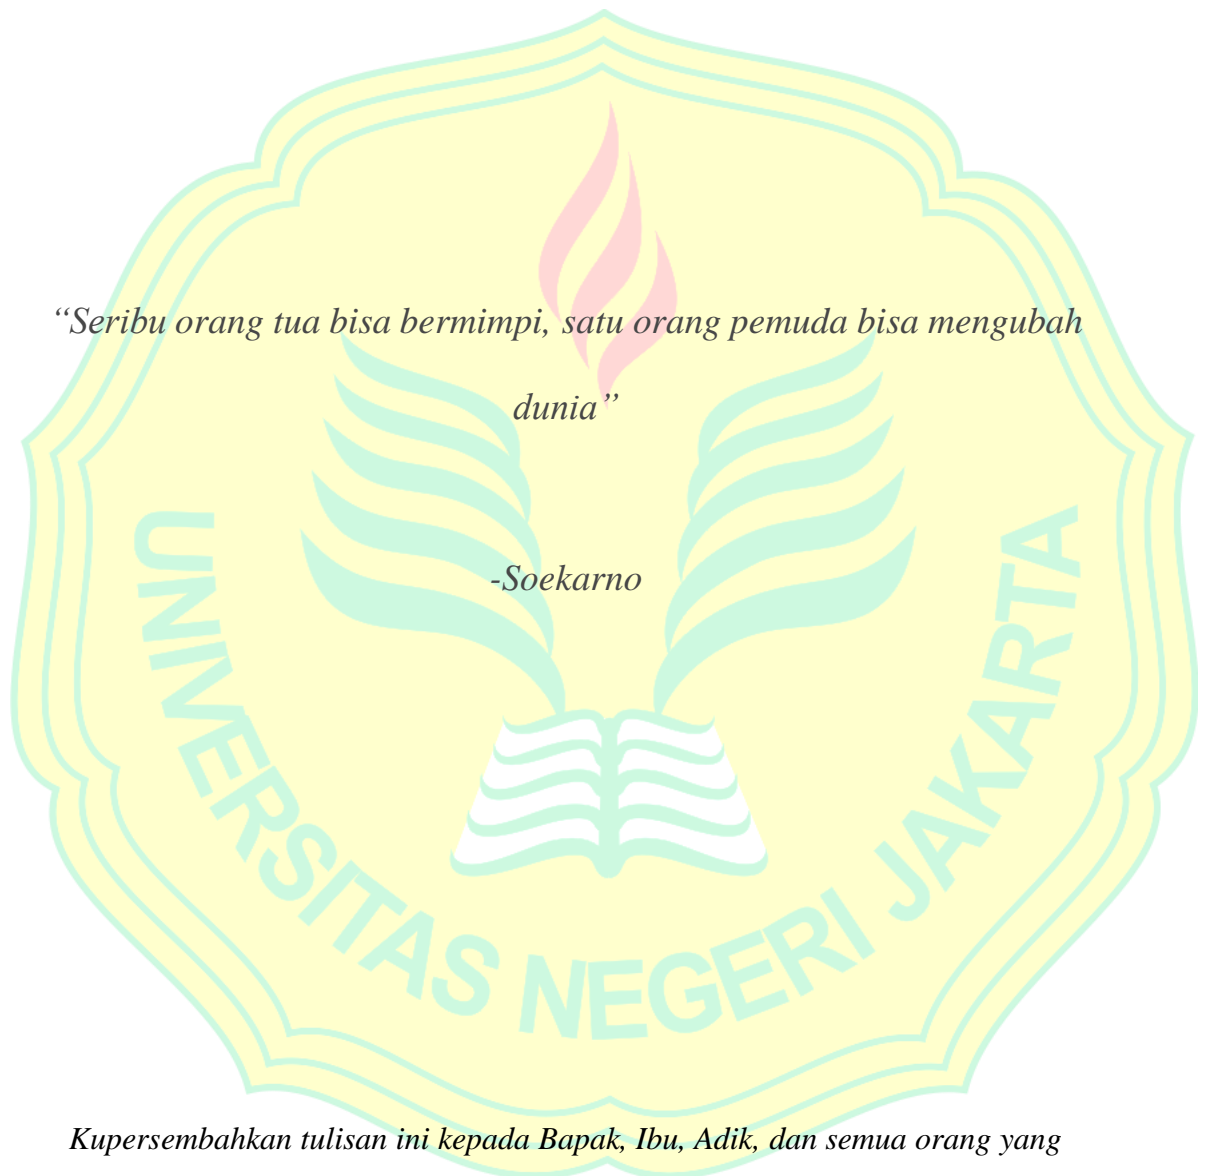 “Seribu orang tua bisa bermimpi, satu orang pemuda bisa mengubah
dunia”
-Soekarno
UNIVERSITAS NEGERI JAKARTA
Kupersembahkan tulisan ini kepada Bapak, Ibu, Adik, dan semua orang yang